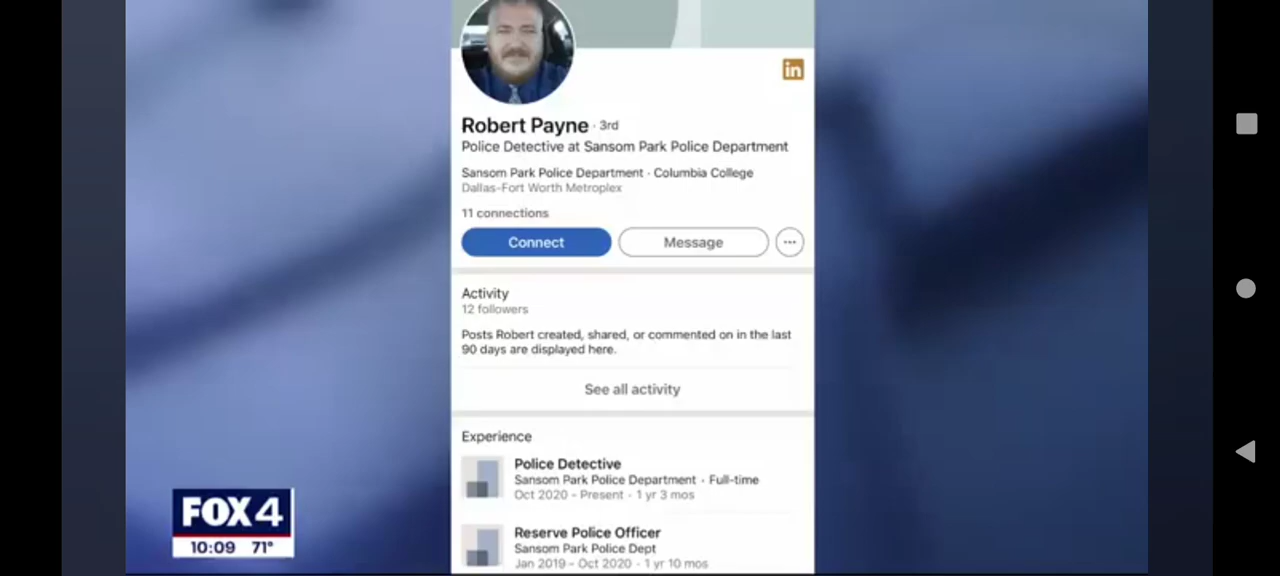 in
Robert Payne · 3rd
Police Detective at Sansom Park Police Department
Sansom Park Police Department · Columbia College
Dallas-Fort Worth Metroplex
11 connections
Connect
Message
Activity
12 followers
Posts Robert created, shared, or commented on in the last
90 days are displayed here.
See all activity
Experience
Police Detective
Sansom Park Police Department · Full-time
Oct 2020 - Present · 1 yr 3 mos
Reserve Police Officer
Sansom Park Police Dept
Jan 2019 - Oct 2020 · 1 yr 10 mos
FOX 4
10:09 71°